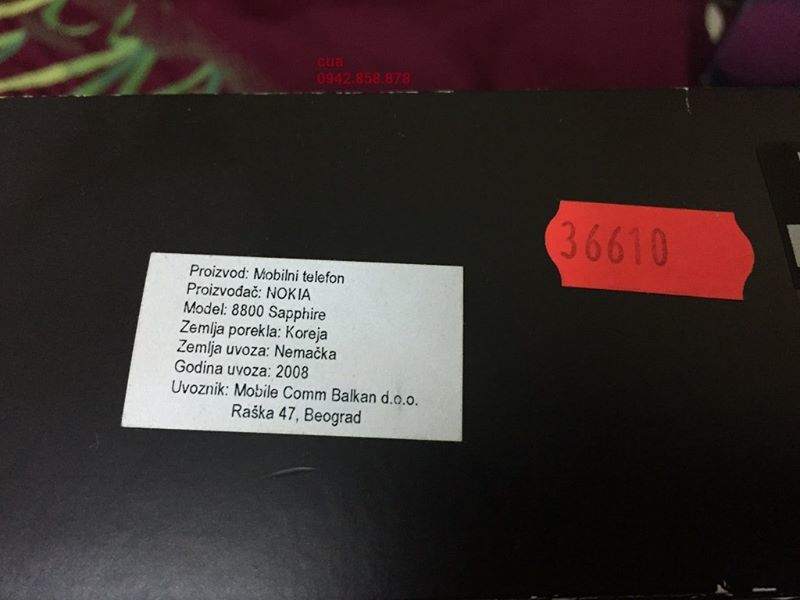 cua
0942.858.878
36610
Proizvod: Mobilni telefon
Proizvođač: NOKIA
Model: 8800 Sapphire
Zemlja porekla: Koreja
Zemlja uvoza: Nemačka
Godina uvoza: 2008
Uvoznik: Mobile Comm Balkan d.o.o.
Raška 47, Beograd